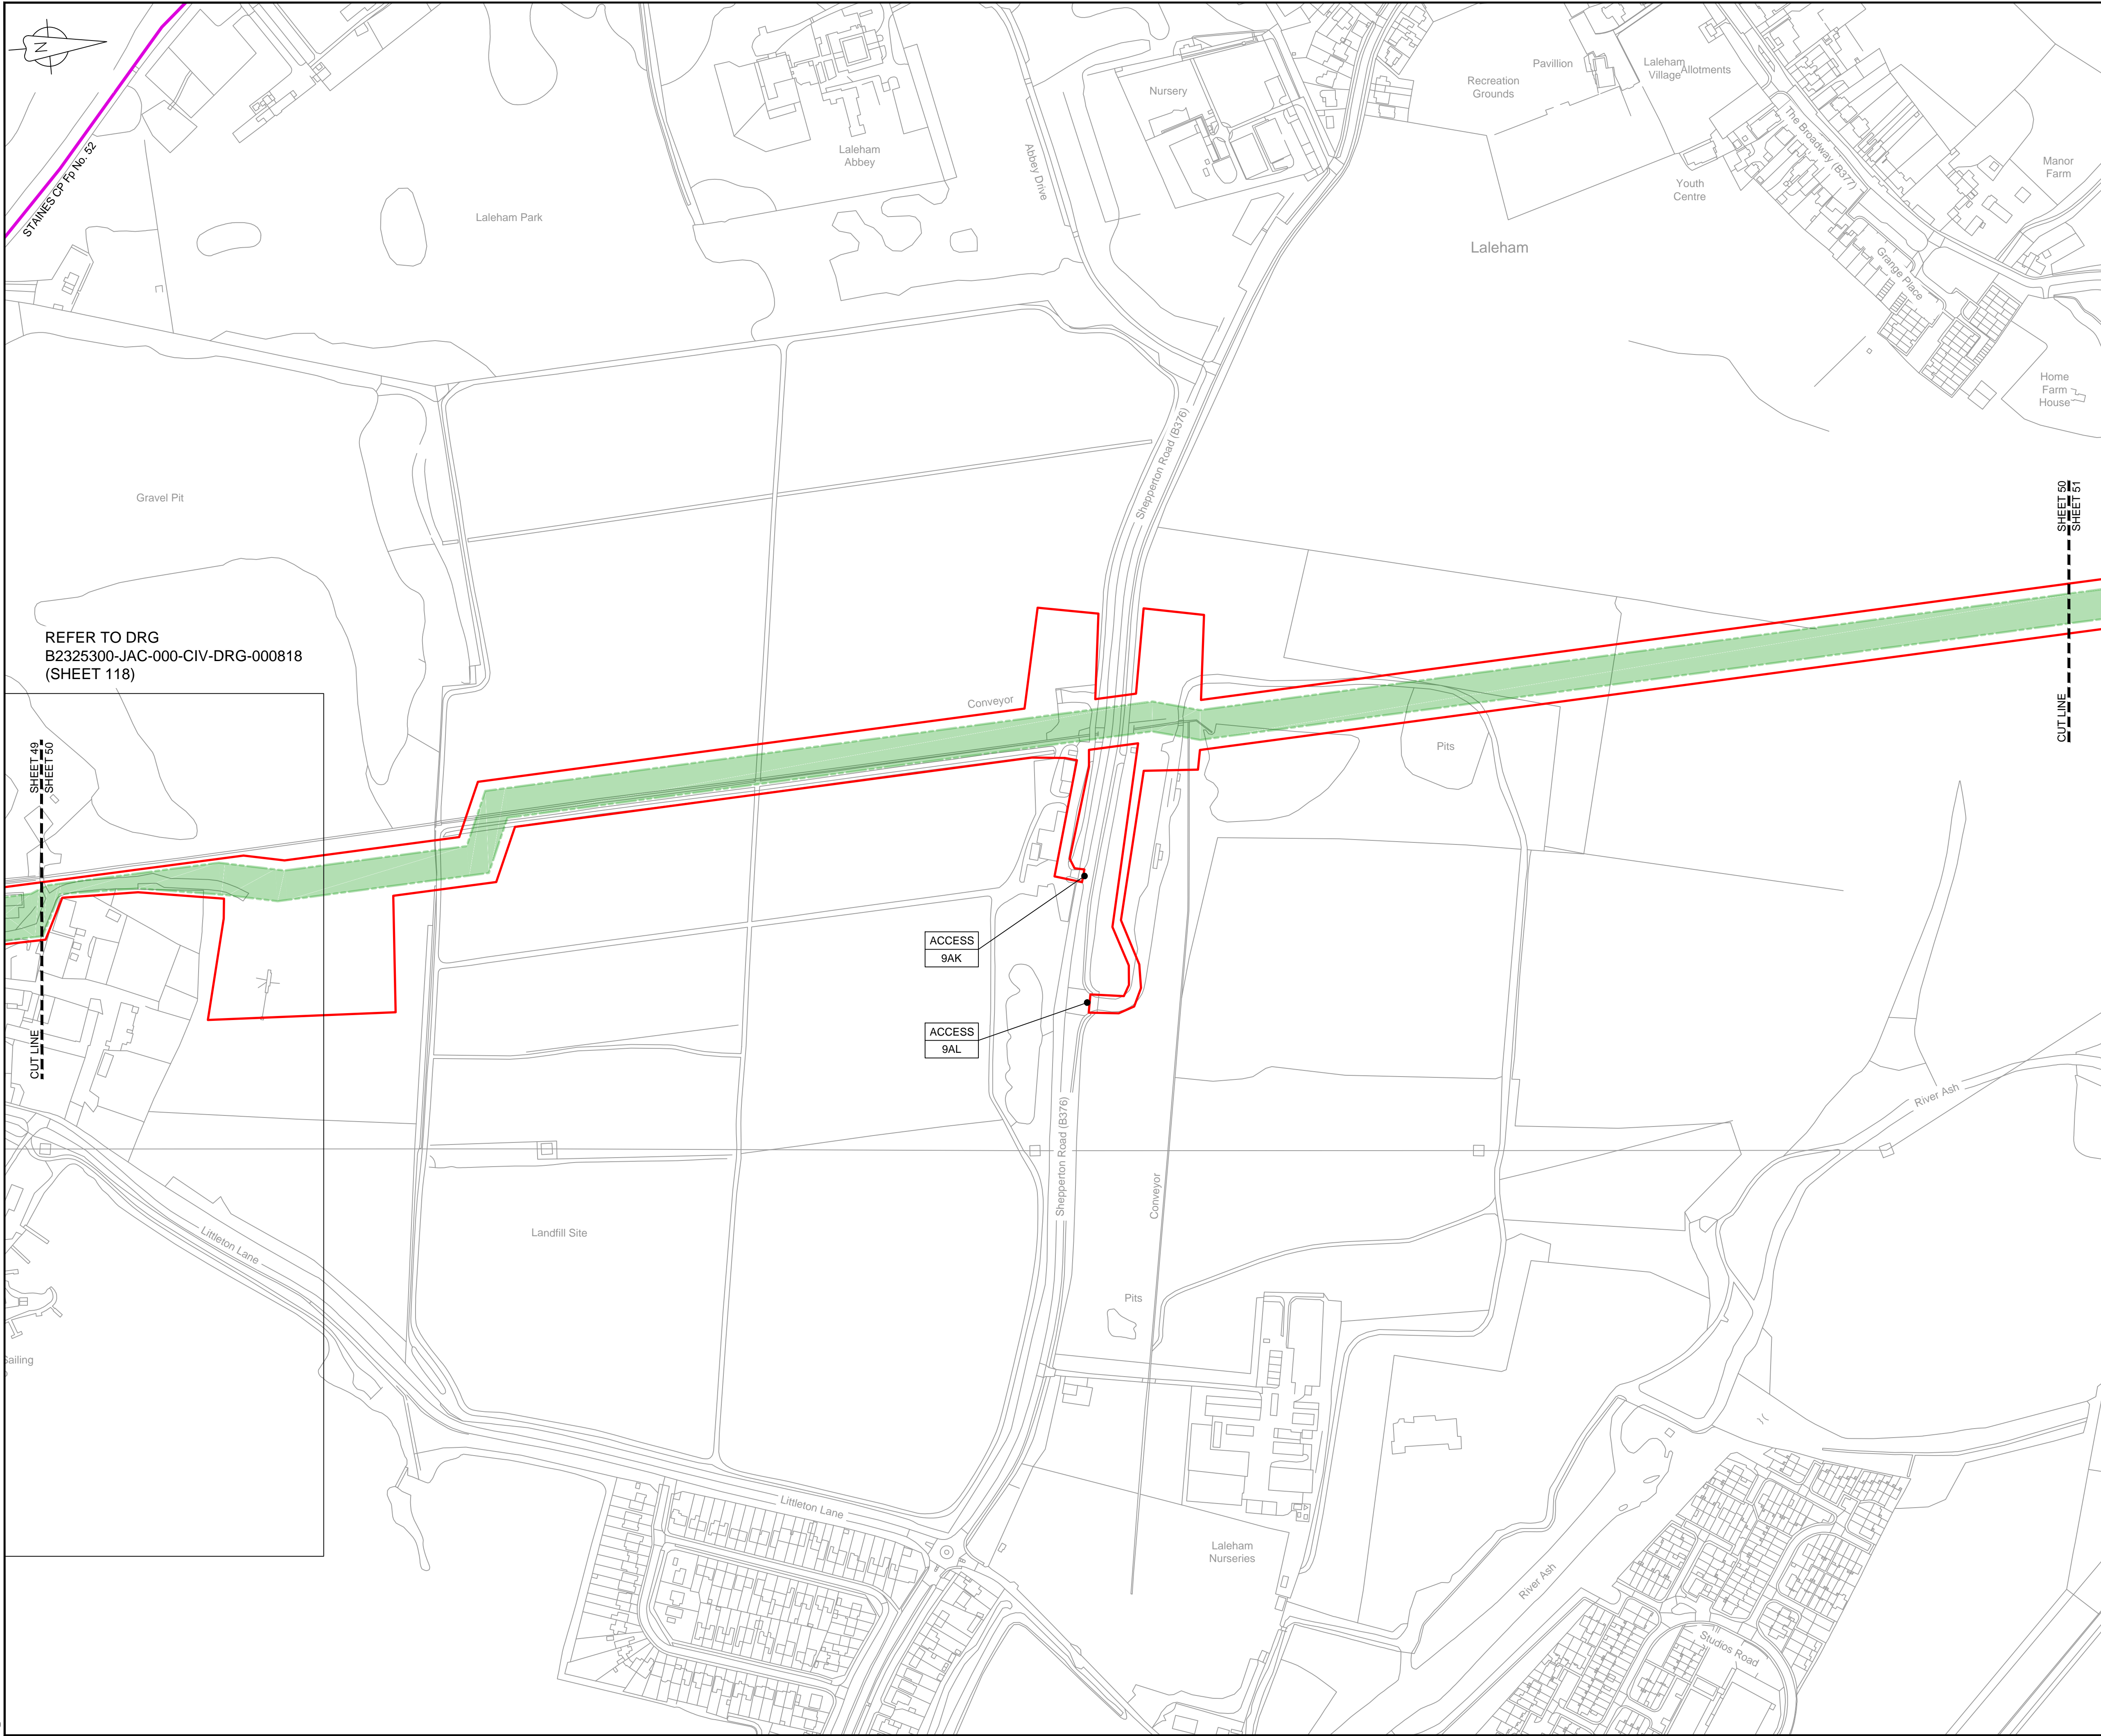 N
STAINES CP Fp No. 52
Laleham Park
Laleham
Abbey
Abbey Drive
Nursery
Recreation
Grounds
Pavillion
Laleham
Village
Allotments
The Broadway (B377)
Manor
Farm
Youth
Centre
Laleham
Grange Place
Home
Farm
House
Gravel Pit
Shepperton Road (B376)
SHEET 50
SHEET 51
CUT LINE
REFER TO DRG
B2325300-JAC-000-CIV-DRG-000818
(SHEET 118)
Conveyor
Pits
SHEET 49
SHEET 50
CUT LINE
ACCESS
9AK
ACCESS
9AL
River Ash
Shepperton Road (B376)
Conveyor
Littleton Lane
Landfill Site
Pits
Sailing
Littleton Lane
Laleham
Nurseries
River Ash
Studios Road